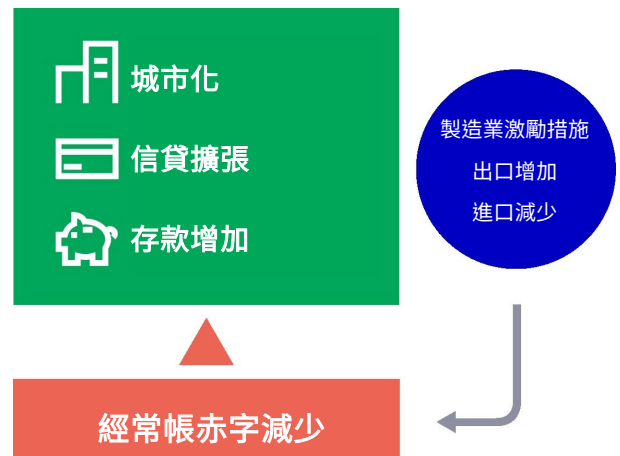 城市化
信貸擴張
存款增加
製造業激勵措施
出口增加
進口減少
經常帳赤字減少